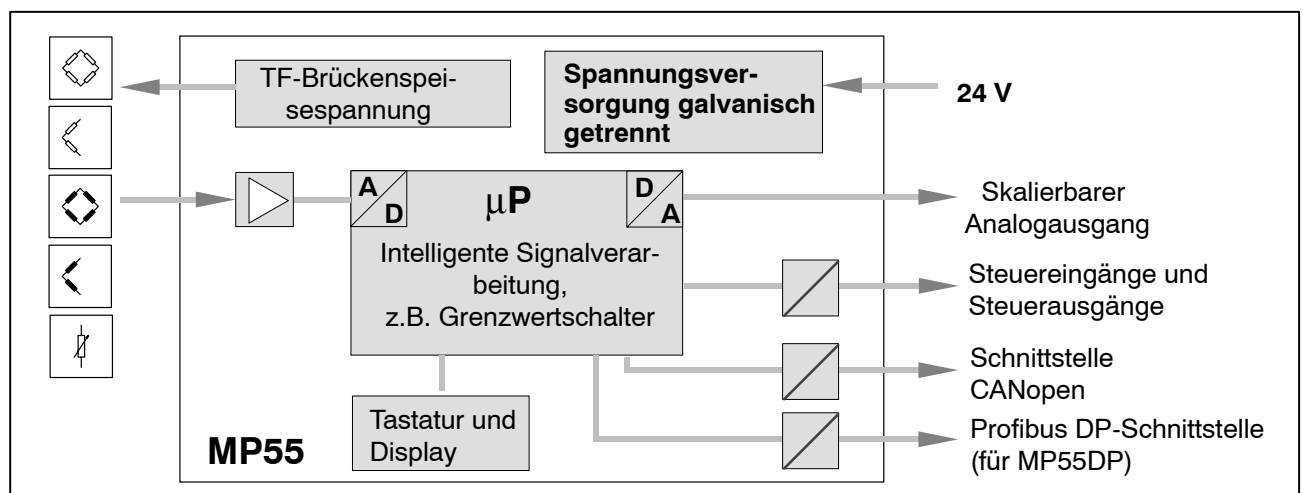 TF-Brückenspei-
sespannung
Spannungsver-
sorgung galvanisch
getrennt
24 V
A
D
µP
D
A
Intelligente Signalverar-
beitung,
z.B. Grenzwertschalter
Skalierbarer
Analogausgang
Steuereingänge und
Steuerausgänge
Schnittstelle
CANopen
Tastatur und
Display
MP55
Profibus DP-Schnittstelle
(für MP55DP)